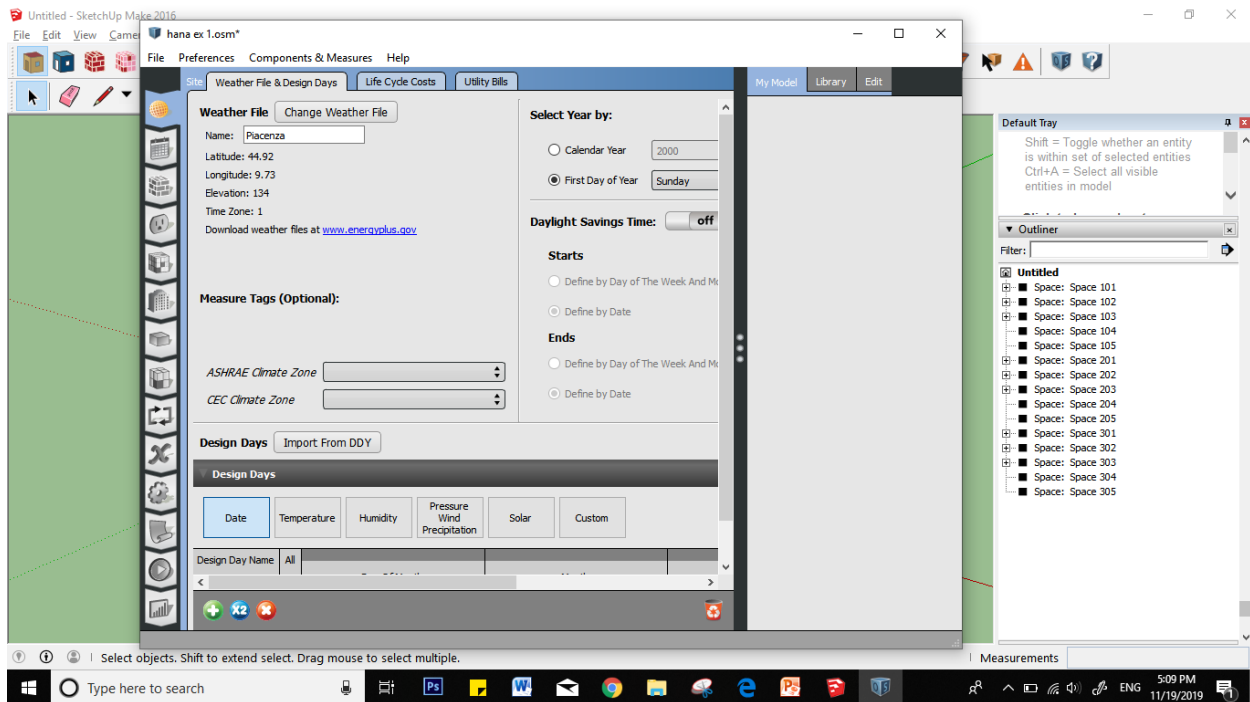 Untitled - SketchUp Make 2016
File Edit View Camer
hana ex 1.osm*
File Preferences Components & Measures Help
Site Weather File & Design Days Life Cycle Costs Utility Bills
My Model Library Edit
Weather File Change Weather File
Name: Piacenza
Latitude: 44.92
Longitude: 9.73
Elevation: 134
Time Zone: 1
Download weather files at www.energyplus.gov
Measure Tags (Optional):
ASHRAE Climate Zone
CEC Climate Zone
Select Year by:
Calendar Year 2000
First Day of Year Sunday
Daylight Savings Time: off
Starts
Define by Day of The Week And Mo
Define by Date
Ends
Define by Day of The Week And Mo
Define by Date
Design Days Import From DDY
Design Days
Date Temperature Humidity Pressure Wind Precipitation Solar Custom
Design Day Name All
X2
Default Tray
Shift = Toggle whether an entity
is within set of selected entities
Ctrl+A = Select all visible
entities in model
Outliner
Filter:
Untitled
Space: Space 101
Space: Space 102
Space: Space 103
Space: Space 104
Space: Space 105
Space: Space 201
Space: Space 202
Space: Space 203
Space: Space 204
Space: Space 205
Space: Space 301
Space: Space 302
Space: Space 303
Space: Space 304
Space: Space 305
Select objects. Shift to extend select. Drag mouse to select multiple.
Measurements
Type here to search
Ps
ENG
5:09 PM
11/19/2019
1